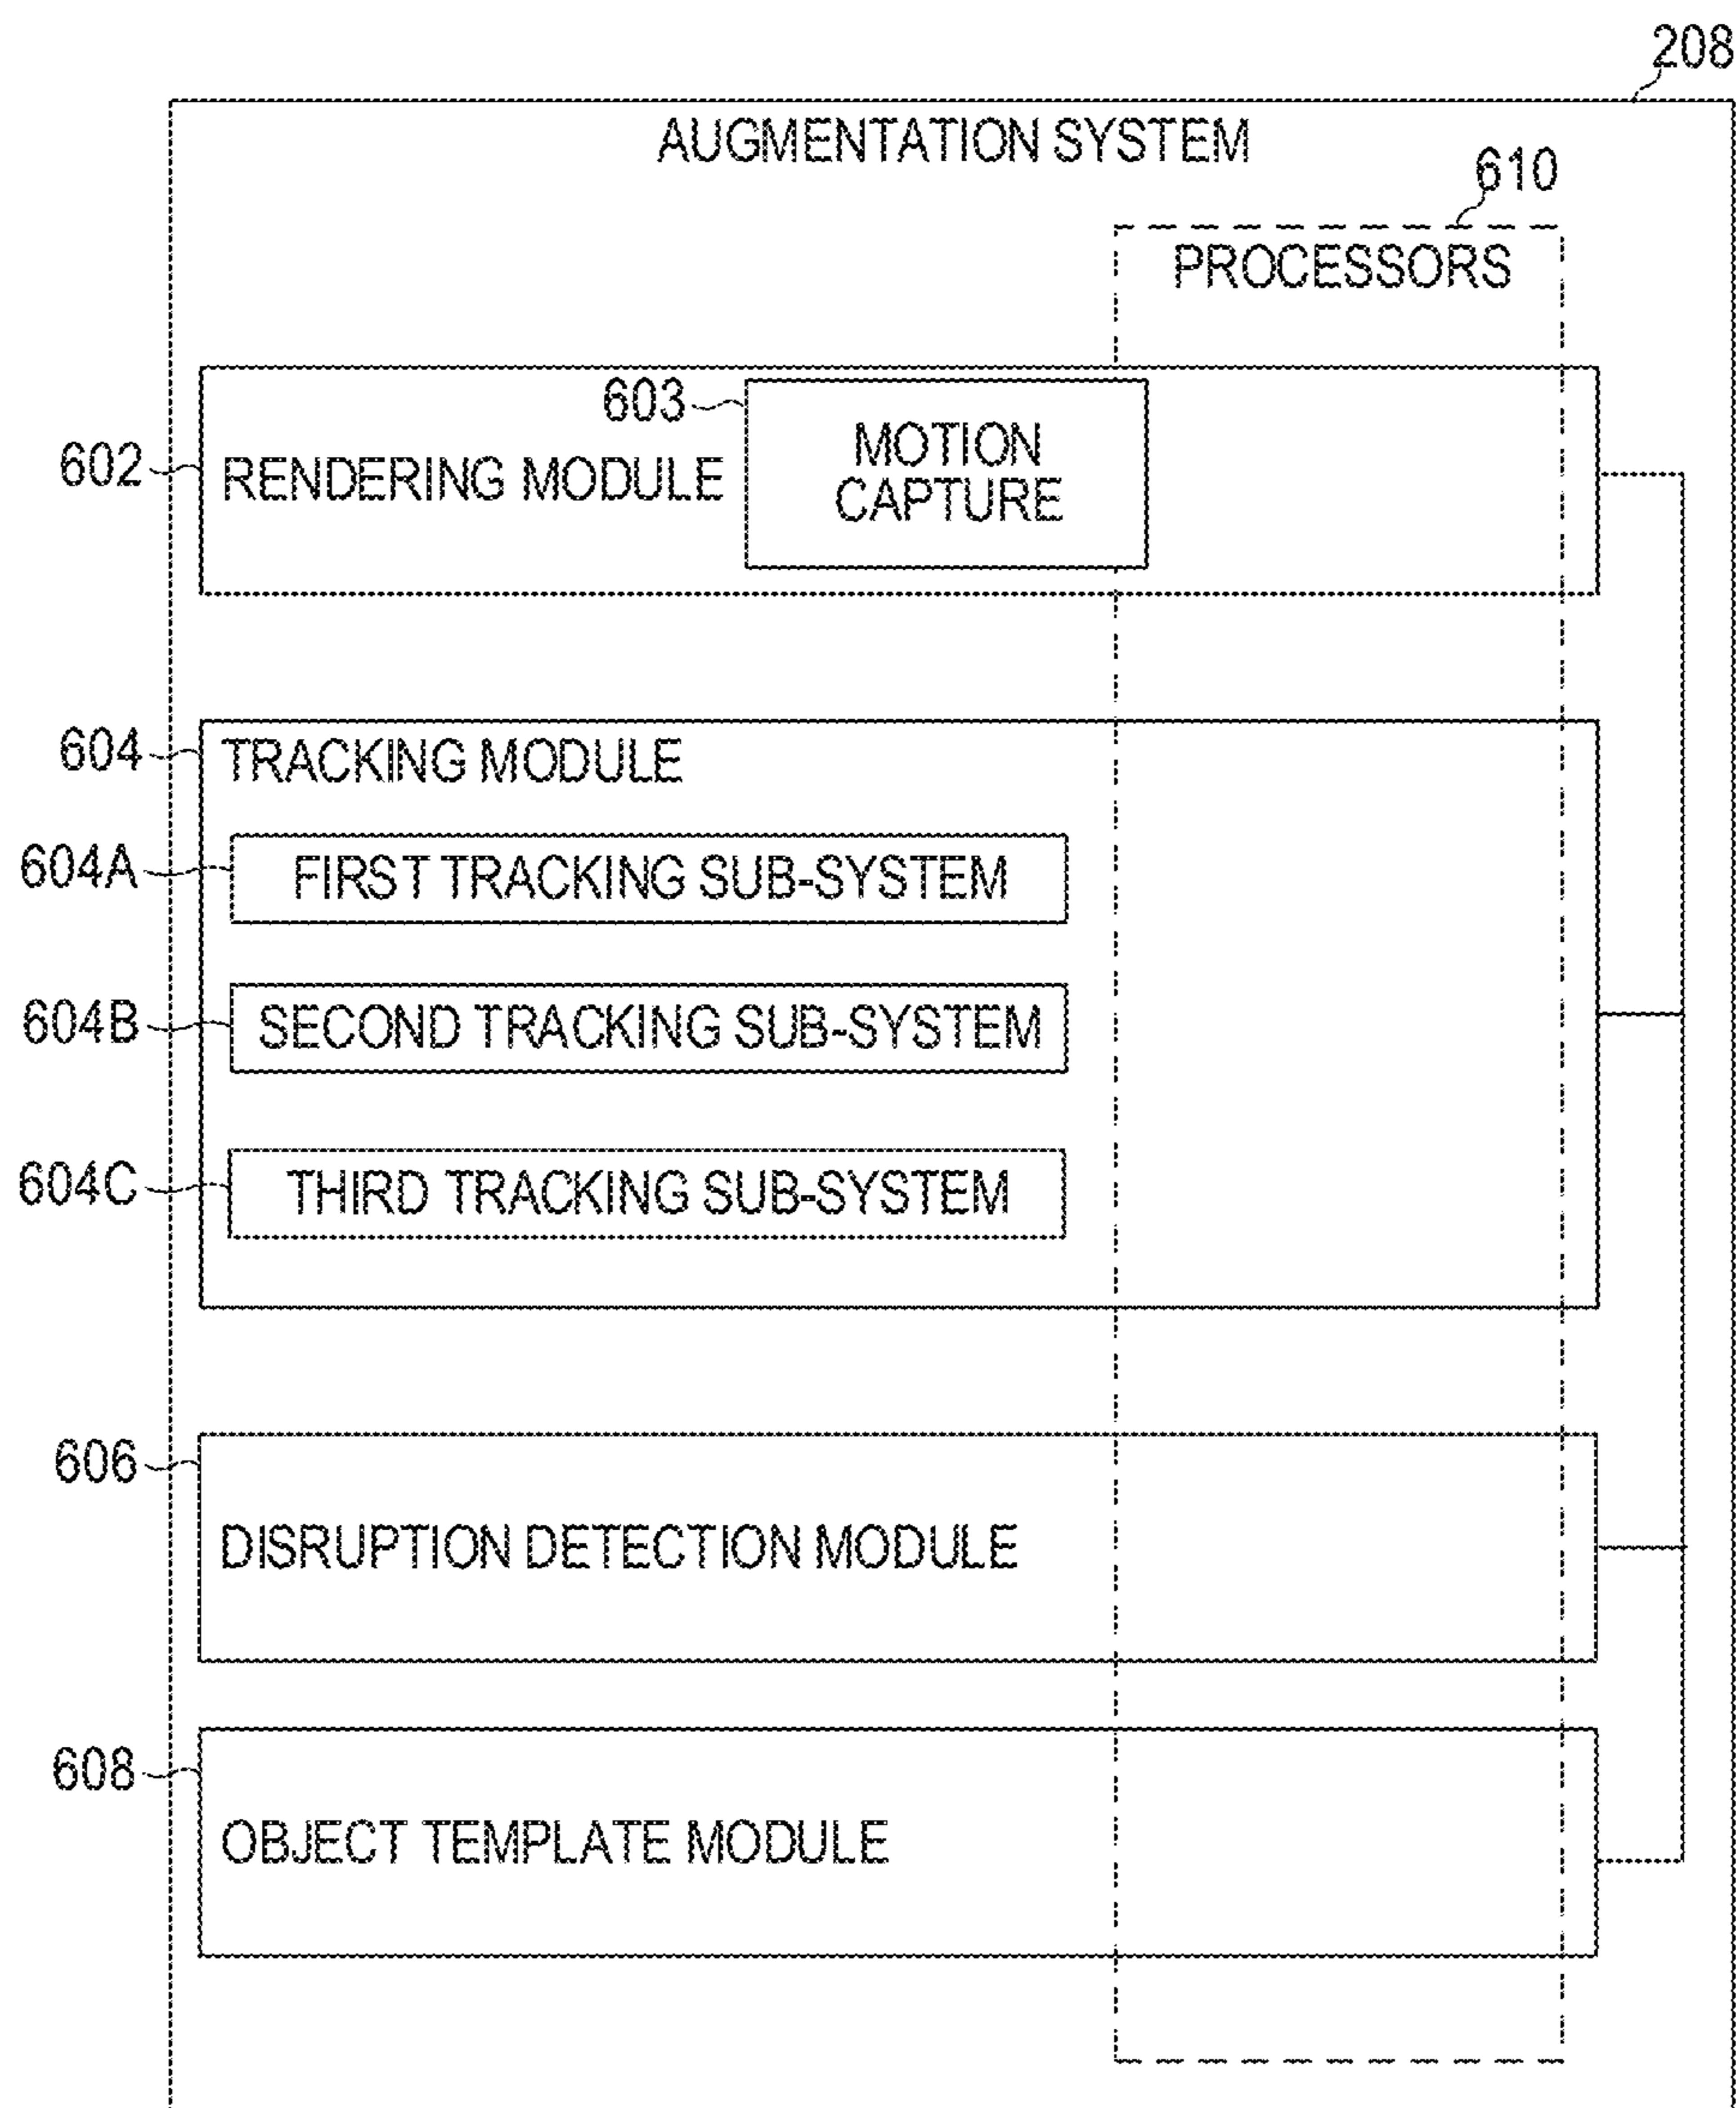 208
AUGMENTATION SYSTEM
610
PROCESSORS
603
MOTION
CAPTURE
602
RENDERING MODULE
604
TRACKING MODULE
604A
FIRST TRACKING SUB-SYSTEM
604B
SECOND TRACKING SUB-SYSTEM
604C
THIRD TRACKING SUB-SYSTEM
606
DISRUPTION DETECTION MODULE
608
OBJECT TEMPLATE MODULE